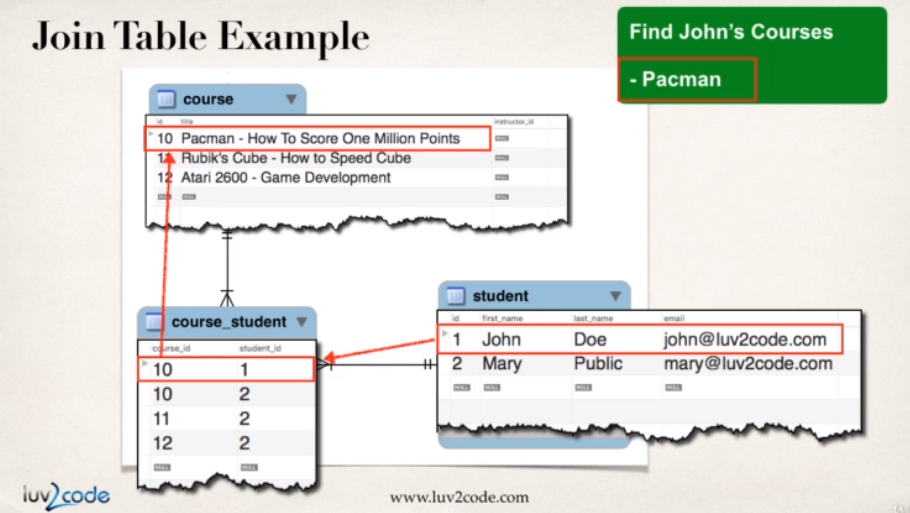 Join Table Example
Find John's Courses
- Pacman
course
id title instructor_id
10 Pacman - How To Score One Million Points NULL
11 Rubik's Cube - How to Speed Cube NULL
12 Atari 2600 - Game Development NULL
NULL NULL NULL
course_student
course_id student_id
10 1
10 2
11 2
12 2
NULL NULL
student
id first_name last_name email
1 John Doe john@luv2code.com
2 Mary Public mary@luv2code.com
NULL NULL NULL NULL
luv2code
www.luv2code.com